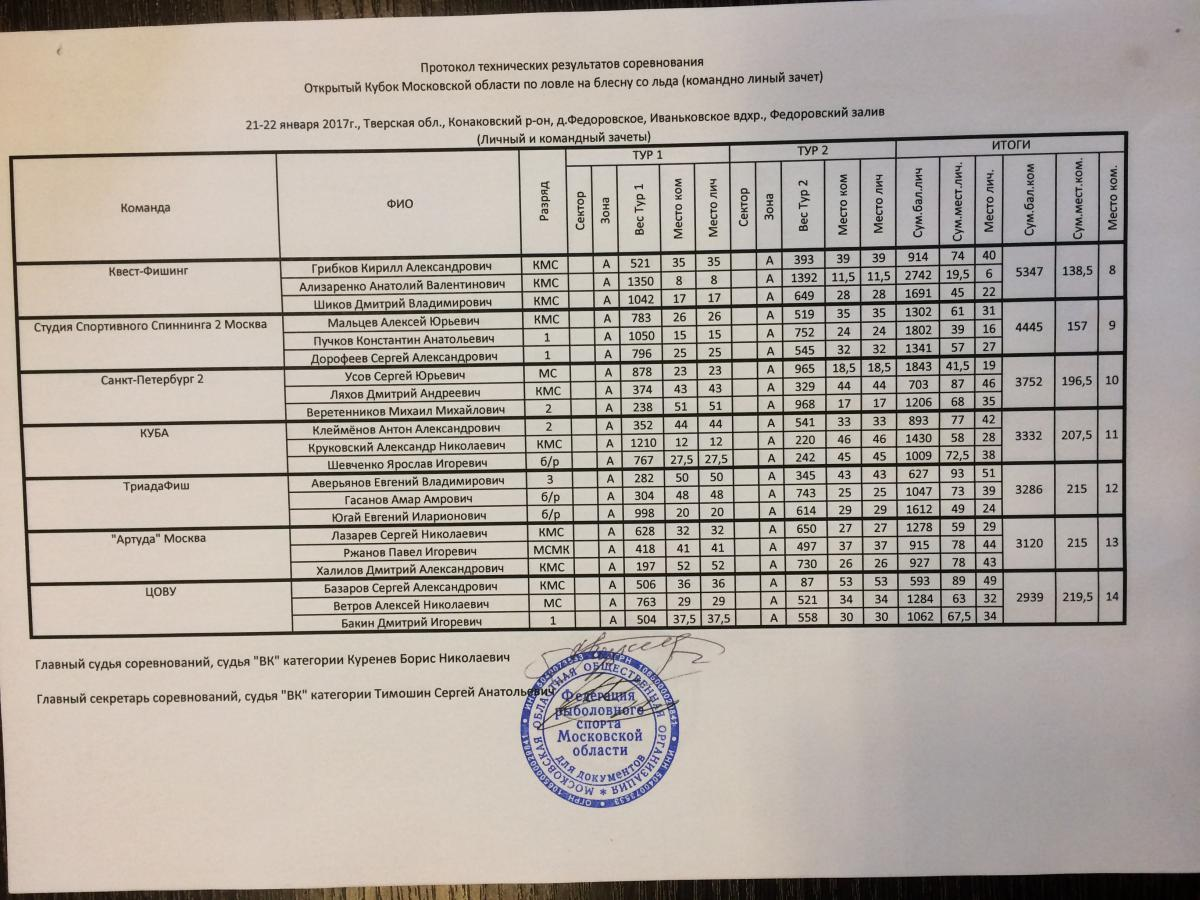 Протокол технических результатов соревнования
Открытый Кубок Московской области по ловле на блесну со льда (командно линый зачет)
21-22 января 2017г., Тверская обл., Конаковский р-он, д.Федоровское, Иваньковское вдхр., Федоровский залив
(Личный и командный зачеты)
ТУР 1 ТУР 2 ИТОГИ
Команда ФИО Разряд Сектор Зона Вес Тур 1 Место ком Место лич Сектор Зона Вес Тур 2 Место ком Место лич Сум.бал.лич Сум.мест.лич. Место лич. Сум.бал.ком Сум.мест.ком. Место ком.
Квест-Фишинг Грибков Кирилл Александрович КМС А 521 35 35 А 393 39 39 914 74 40 5347 138,5 8
Ализаренко Анатолий Валентинович КМС А 1350 8 8 А 1392 11,5 11,5 2742 19,5 6
Шиков Дмитрий Владимирович КМС А 1042 17 17 А 649 28 28 1691 45 22
Студия Спортивного Спиннинга 2 Москва Мальцев Алексей Юрьевич КМС А 783 26 26 А 519 35 35 1302 61 31 4445 157 9
Пучков Константин Анатольевич 1 А 1050 15 15 А 752 24 24 1802 39 16
Дорофеев Сергей Александрович 1 А 796 25 25 А 545 32 32 1341 57 27
Санкт-Петербург 2 Усов Сергей Юрьевич МС А 878 23 23 А 965 18,5 18,5 1843 41,5 19 3752 196,5 10
Ляхов Дмитрий Андреевич КМС А 374 43 43 А 329 44 44 703 87 46
Веретенников Михаил Михайлович 2 А 238 51 51 А 968 17 17 1206 68 35
КУБА Клеймёнов Антон Александрович 2 А 352 44 44 А 541 33 33 893 77 42 3332 207,5 11
Круковский Александр Николаевич КМС А 1210 12 12 А 220 46 46 1430 58 28
Шевченко Ярослав Игоревич б/р А 767 27,5 27,5 А 242 45 45 1009 72,5 38
ТриадаФиш Аверьянов Евгений Владимирович 3 А 282 50 50 А 345 43 43 627 93 51 3286 215 12
Гасанов Амар Амрович б/р А 304 48 48 А 743 25 25 1047 73 39
Югай Евгений Иларионович б/р А 998 20 20 А 614 29 29 1612 49 24
"Артуда" Москва Лазарев Сергей Николаевич КМС А 628 32 32 А 650 27 27 1278 59 29 3120 215 13
Ржанов Павел Игоревич МСМК А 418 41 41 А 497 37 37 915 78 44
Халилов Дмитрий Александрович КМС А 197 52 52 А 730 26 26 927 78 43
ЦОВУ Базаров Сергей Александрович КМС А 506 36 36 А 87 53 53 593 89 49 2939 219,5 14
Ветров Алексей Николаевич МС А 763 29 29 А 521 34 34 1284 63 32
Бакин Дмитрий Игоревич 1 А 504 37,5 37,5 А 558 30 30 1062 67,5 34
Главный судья соревнований, судья "ВК" категории Куренев Борис Николаевич
Главный секретарь соревнований, судья "ВК" категории Тимошин Сергей Анатольевич
МОСКОВСКАЯ ОБЛАСТНАЯ ОБЩЕСТВЕННАЯ ОРГАНИЗАЦИЯ
Федерация
рыболовного
спорта
Московской
области
для документов